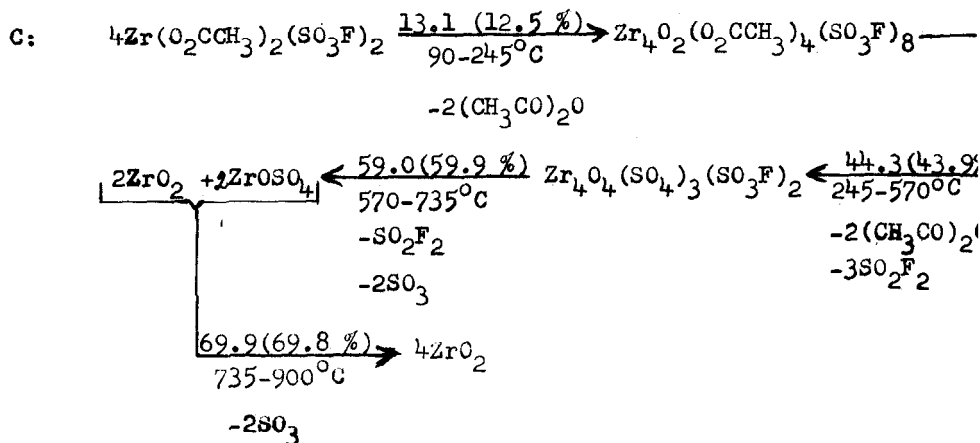 C: 4Zr(O₂CCH₃)₂(SO₃F)₂ 13.1 (12.5 %) Zr₄O₂(O₂CCH₃)₄(SO₃F)₈
90-245°C
-2(CH₃CO)₂O
2ZrO₂ +2ZrOSO₄ 59.0(59.9 %) Zr₄O₄(SO₄)₃(SO₃F)₂ 44.3(43.9%
570-735°C 245-570°C
-SO₂F₂ -2(CH₃CO)₂O
-2SO₃ -3SO₂F₂
69.9(69.8 %) 4ZrO₂
735-900°C
-2SO₃